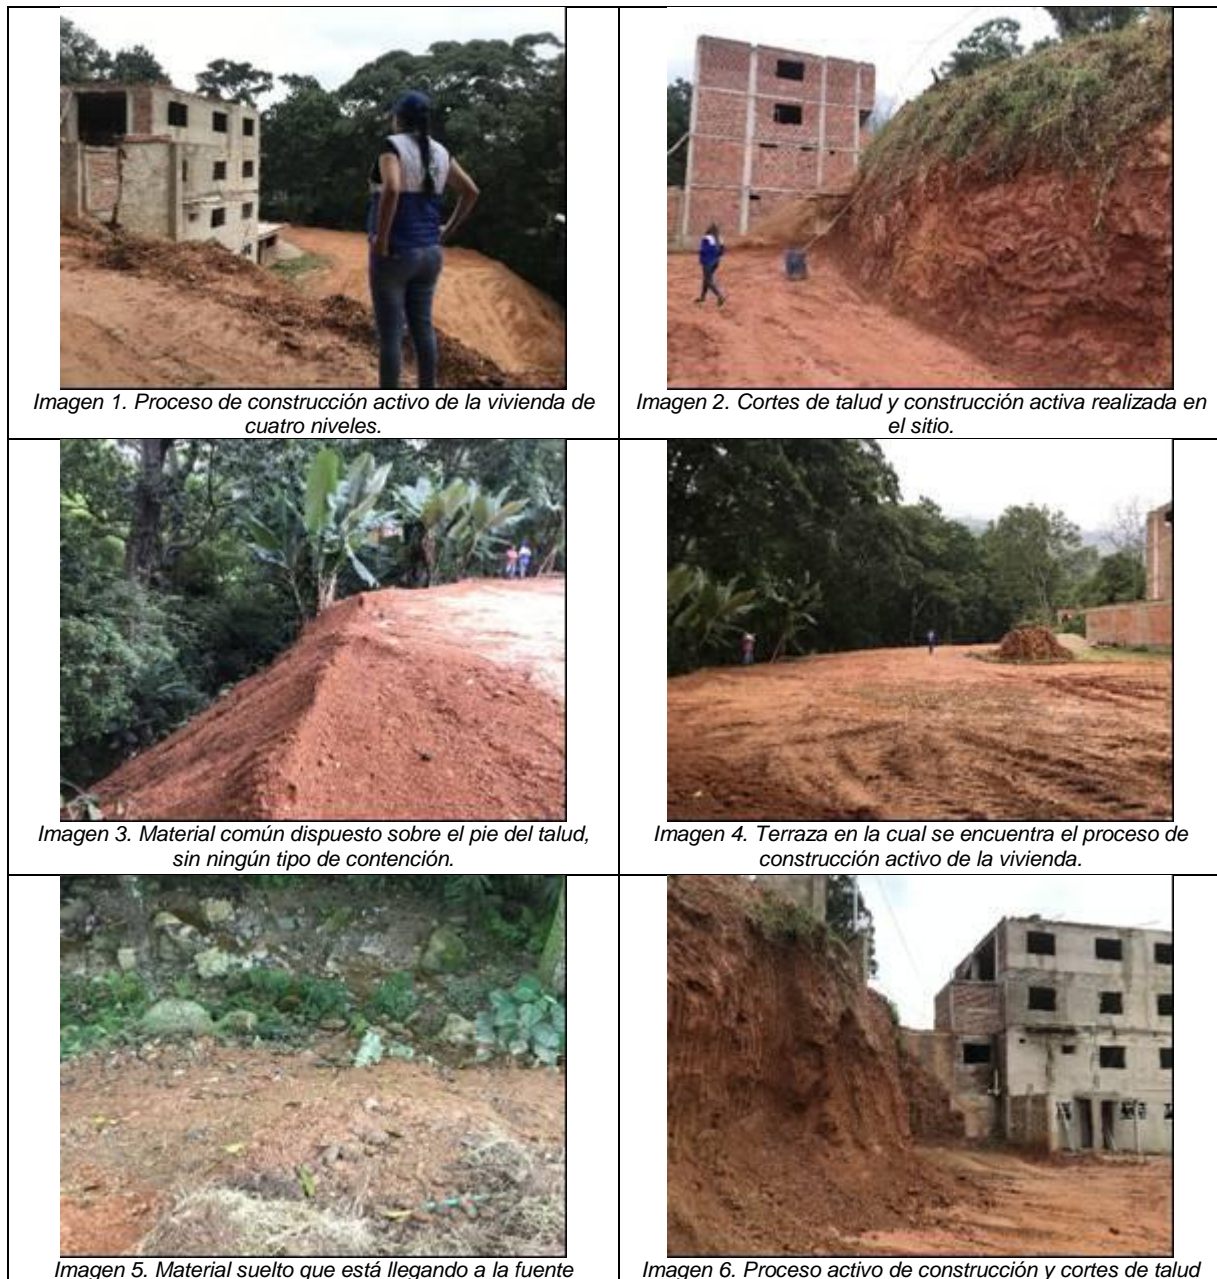 Imagen 1. Proceso de construcción activo de la vivienda de
cuatro niveles.
Imagen 2. Cortes de talud y construcción activa realizada en
el sitio.
Imagen 3. Material común dispuesto sobre el pie del talud,
sin ningún tipo de contención.
Imagen 4. Terraza en la cual se encuentra el proceso de
construcción activo de la vivienda.
Imagen 5. Material suelto que está llegando a la fuente
Imagen 6. Proceso activo de construcción y cortes de talud